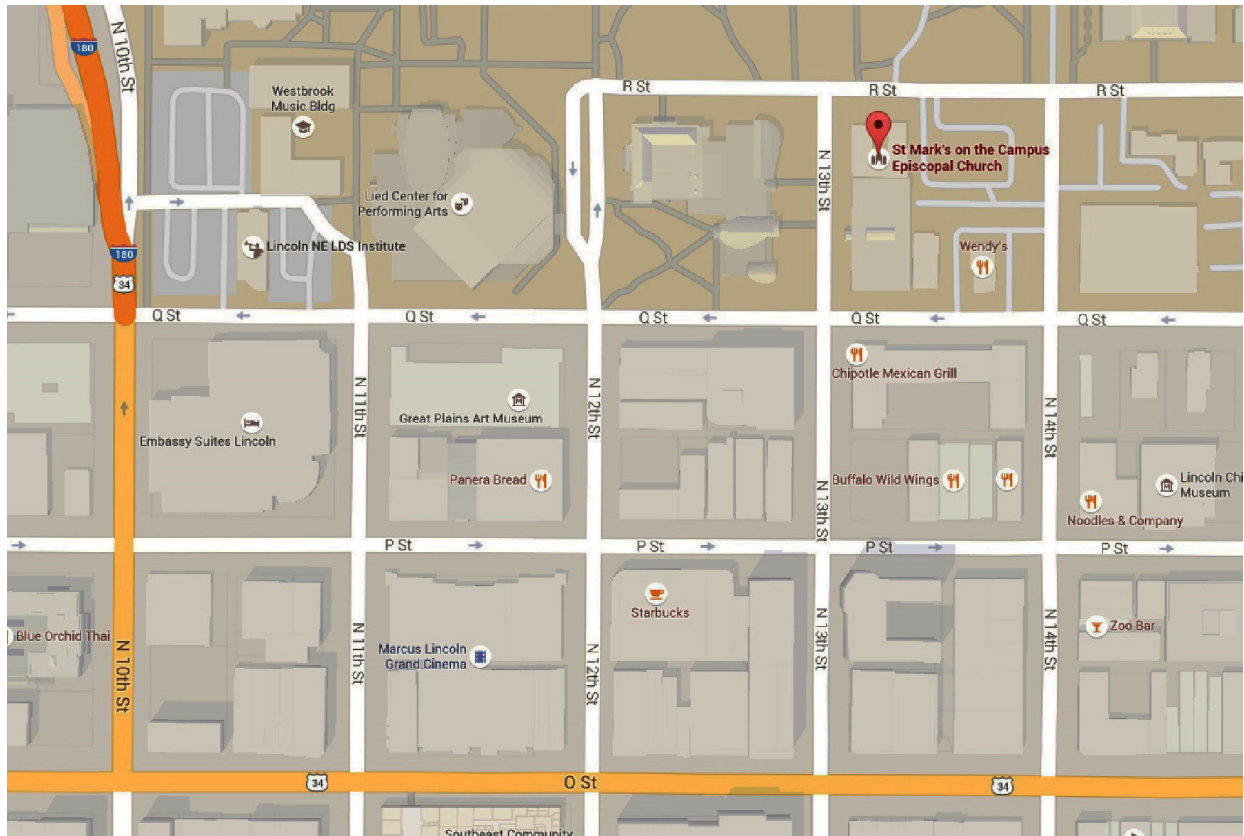 180
N 10th St
Westbrook
Music Bldg
R St
R St
R St
St Mark's on the Campus
Episcopal Church
N 13th St
Lied Center for
Performing Arts
Lincoln NE LDS Institute
Wendy's
180
34
Q St
Q St
Q St
Q St
Q St
Chipotle Mexican Grill
N 11th St
N 12th St
N 14th St
Great Plains Art Museum
Embassy Suites Lincoln
Panera Bread
Buffalo Wild Wings
N 13th St
Lincoln Chi
Museum
Noodles & Company
P St
P St
P St
P St
Starbucks
Zoo Bar
Blue Orchid Thai
N 10th St
N 11th St
Marcus Lincoln
Grand Cinema
N 12th St
N 13th St
N 14th St
34
O St
34
Southeast Community